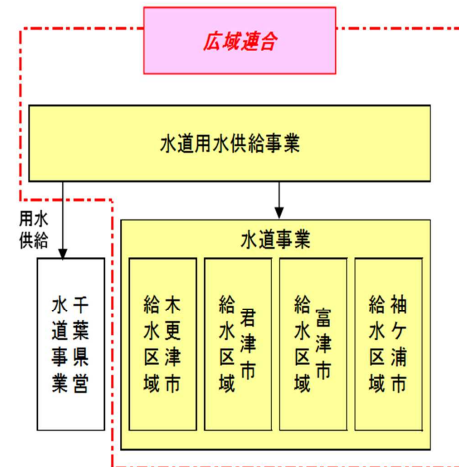 広域連合
水道用水供給事業
用水
供給
水道事業
千葉県営
水道事業
木更津市
給水区域
君津市
給水区域
富津市
給水区域
袖ケ浦市
給水区域